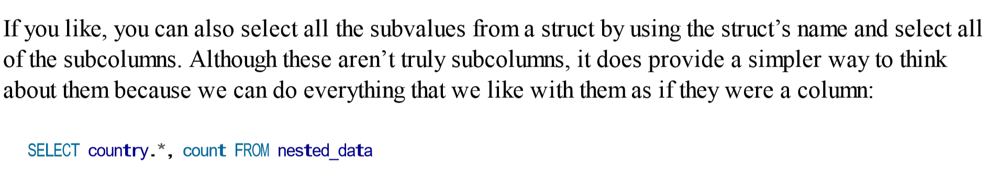 If you like, you can also select all the subvalues from a struct by using the struct’s name and select all
of the subcolumns. Although these aren’t truly subcolumns, it does provide a simpler way to think
about them because we can do everything that we like with them as if they were a column:
SELECT country.*, count FROM nested_data